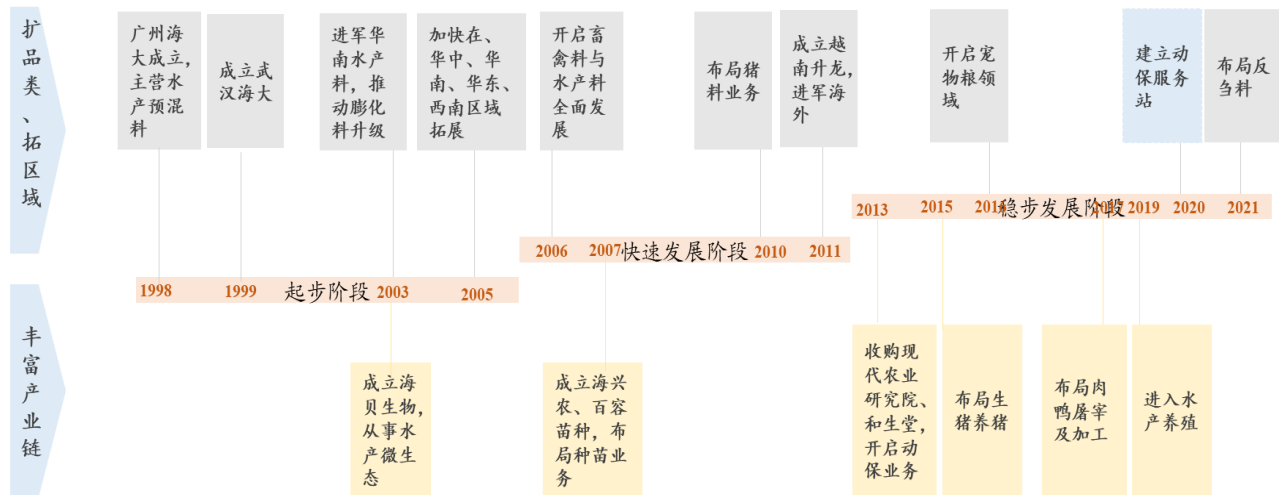 扩品类、拓区域
广州海
大成立，
主营水
产预混
料
成立武
汉海大
进军华
南水产
料，推
动膨化
料升级
加快在、
华中、华
南、华东、
西南区域
拓展
开启畜
禽料与
水产料
全面发
展
布局猪
料业务
成立越
南升龙，
进军海
外
开启宠
物粮领
域
建立动
保服务
站
布局反
刍料
2013
2015
2016
稳步发展阶段
2017
2019
2020
2021
2006
2007
快速发展阶段
2010
2011
1998
1999
起步阶段
2003
2005
丰富产业链
成立海
贝生物，
从事水
产微生
态
成立海兴
农、百容
苗种，布
局种苗业
务
收购现
代农业
研究院、
和生堂，
开启动
保业务
布局生
猪养猪
布局肉
鸭屠宰
及加工
进入水
产养殖